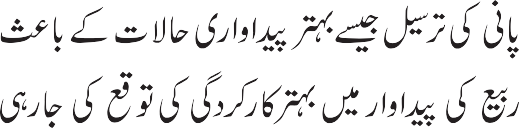 پانی کی ترسیل جیسے بہتر پیداواری حالات کے باعث
ربیع کی پیداوار میں بہتر کارکردگی کی توقع کی جارہی